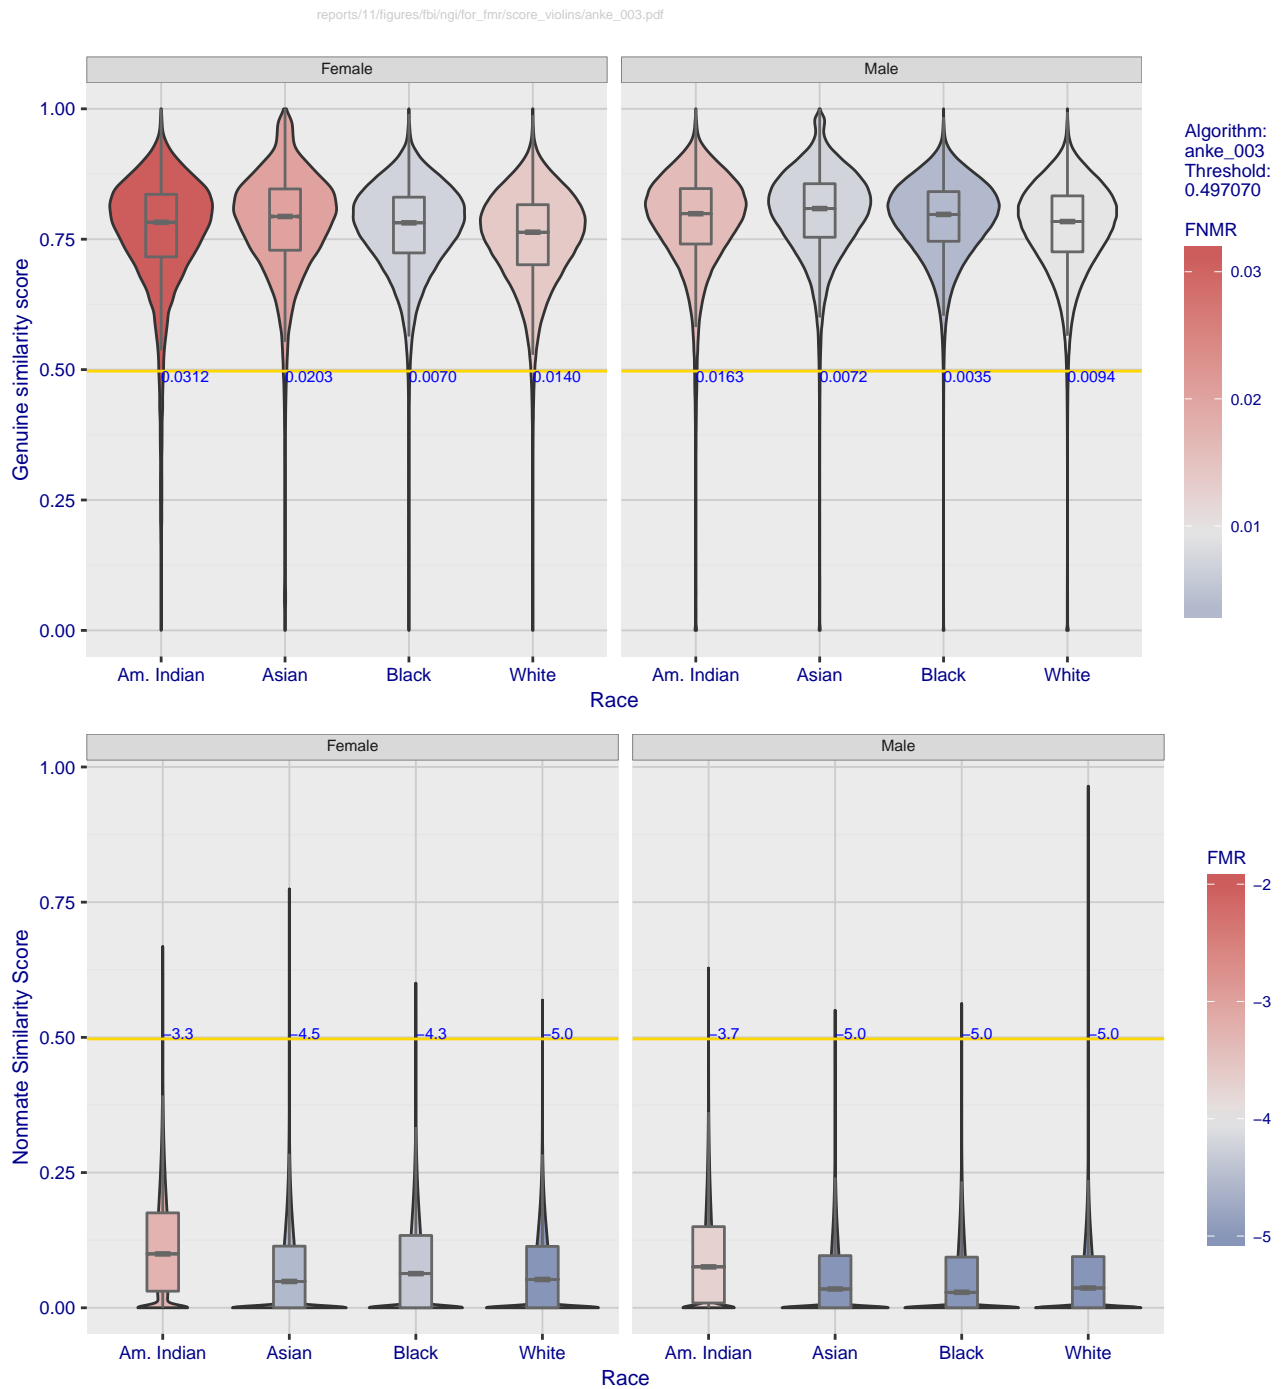 reports/11/figures/fbi/ngi/for_fmr/score_violins/anke_003.pdf
Female
Male
Genuine similarity score
1.00
0.75
0.50
0.25
0.00
0.0312
0.0203
0.0070
0.0140
0.0163
0.0072
0.0035
0.0094
Am. Indian
Asian
Black
White
Am. Indian
Asian
Black
White
Race
Algorithm:
anke_003
Threshold:
0.497070
FNMR
0.03
0.02
0.01
Female
Male
Nonmate Similarity Score
1.00
0.75
0.50
0.25
0.00
−3.3
−4.5
−4.3
−5.0
−3.7
−5.0
−5.0
−5.0
Am. Indian
Asian
Black
White
Am. Indian
Asian
Black
White
Race
FMR
−2
−3
−4
−5